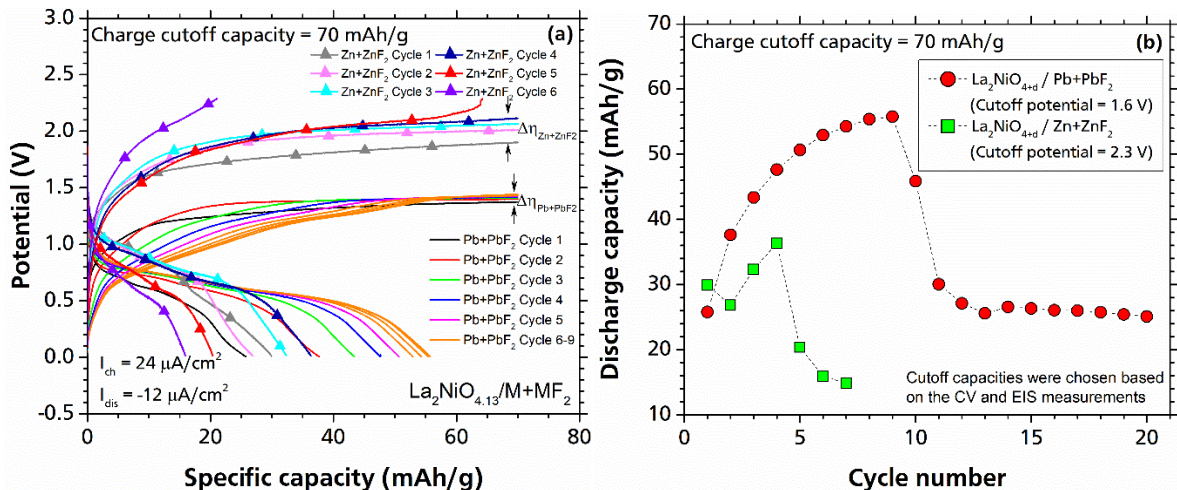 Charge cutoff capacity = 70 mAh/g
(a)
Zn+ZnF₂ Cycle 1
Zn+ZnF₂ Cycle 2
Zn+ZnF₂ Cycle 3
Zn+ZnF₂ Cycle 4
Zn+ZnF₂ Cycle 5
Zn+ZnF₂ Cycle 6
Δη Zn+ZnF2
Δη Pb+PbF2
Pb+PbF₂ Cycle 1
Pb+PbF₂ Cycle 2
Pb+PbF₂ Cycle 3
Pb+PbF₂ Cycle 4
Pb+PbF₂ Cycle 5
Pb+PbF₂ Cycle 6-9
I_ch = 24 µA/cm²
I_dis = -12 µA/cm²
La₂NiO₄.₁₃/M+MF₂
3.0
2.5
2.0
1.5
1.0
0.5
0.0
-0.5
Potential (V)
0 20 40 60 80
Specific capacity (mAh/g)
Charge cutoff capacity = 70 mAh/g
(b)
La₂NiO₄+d / Pb+PbF₂
(Cutoff potential = 1.6 V)
La₂NiO₄+d / Zn+ZnF₂
(Cutoff potential = 2.3 V)
Cutoff capacities were chosen based
on the CV and EIS measurements
70
60
50
40
30
20
10
Discharge capacity (mAh/g)
0 5 10 15 20
Cycle number